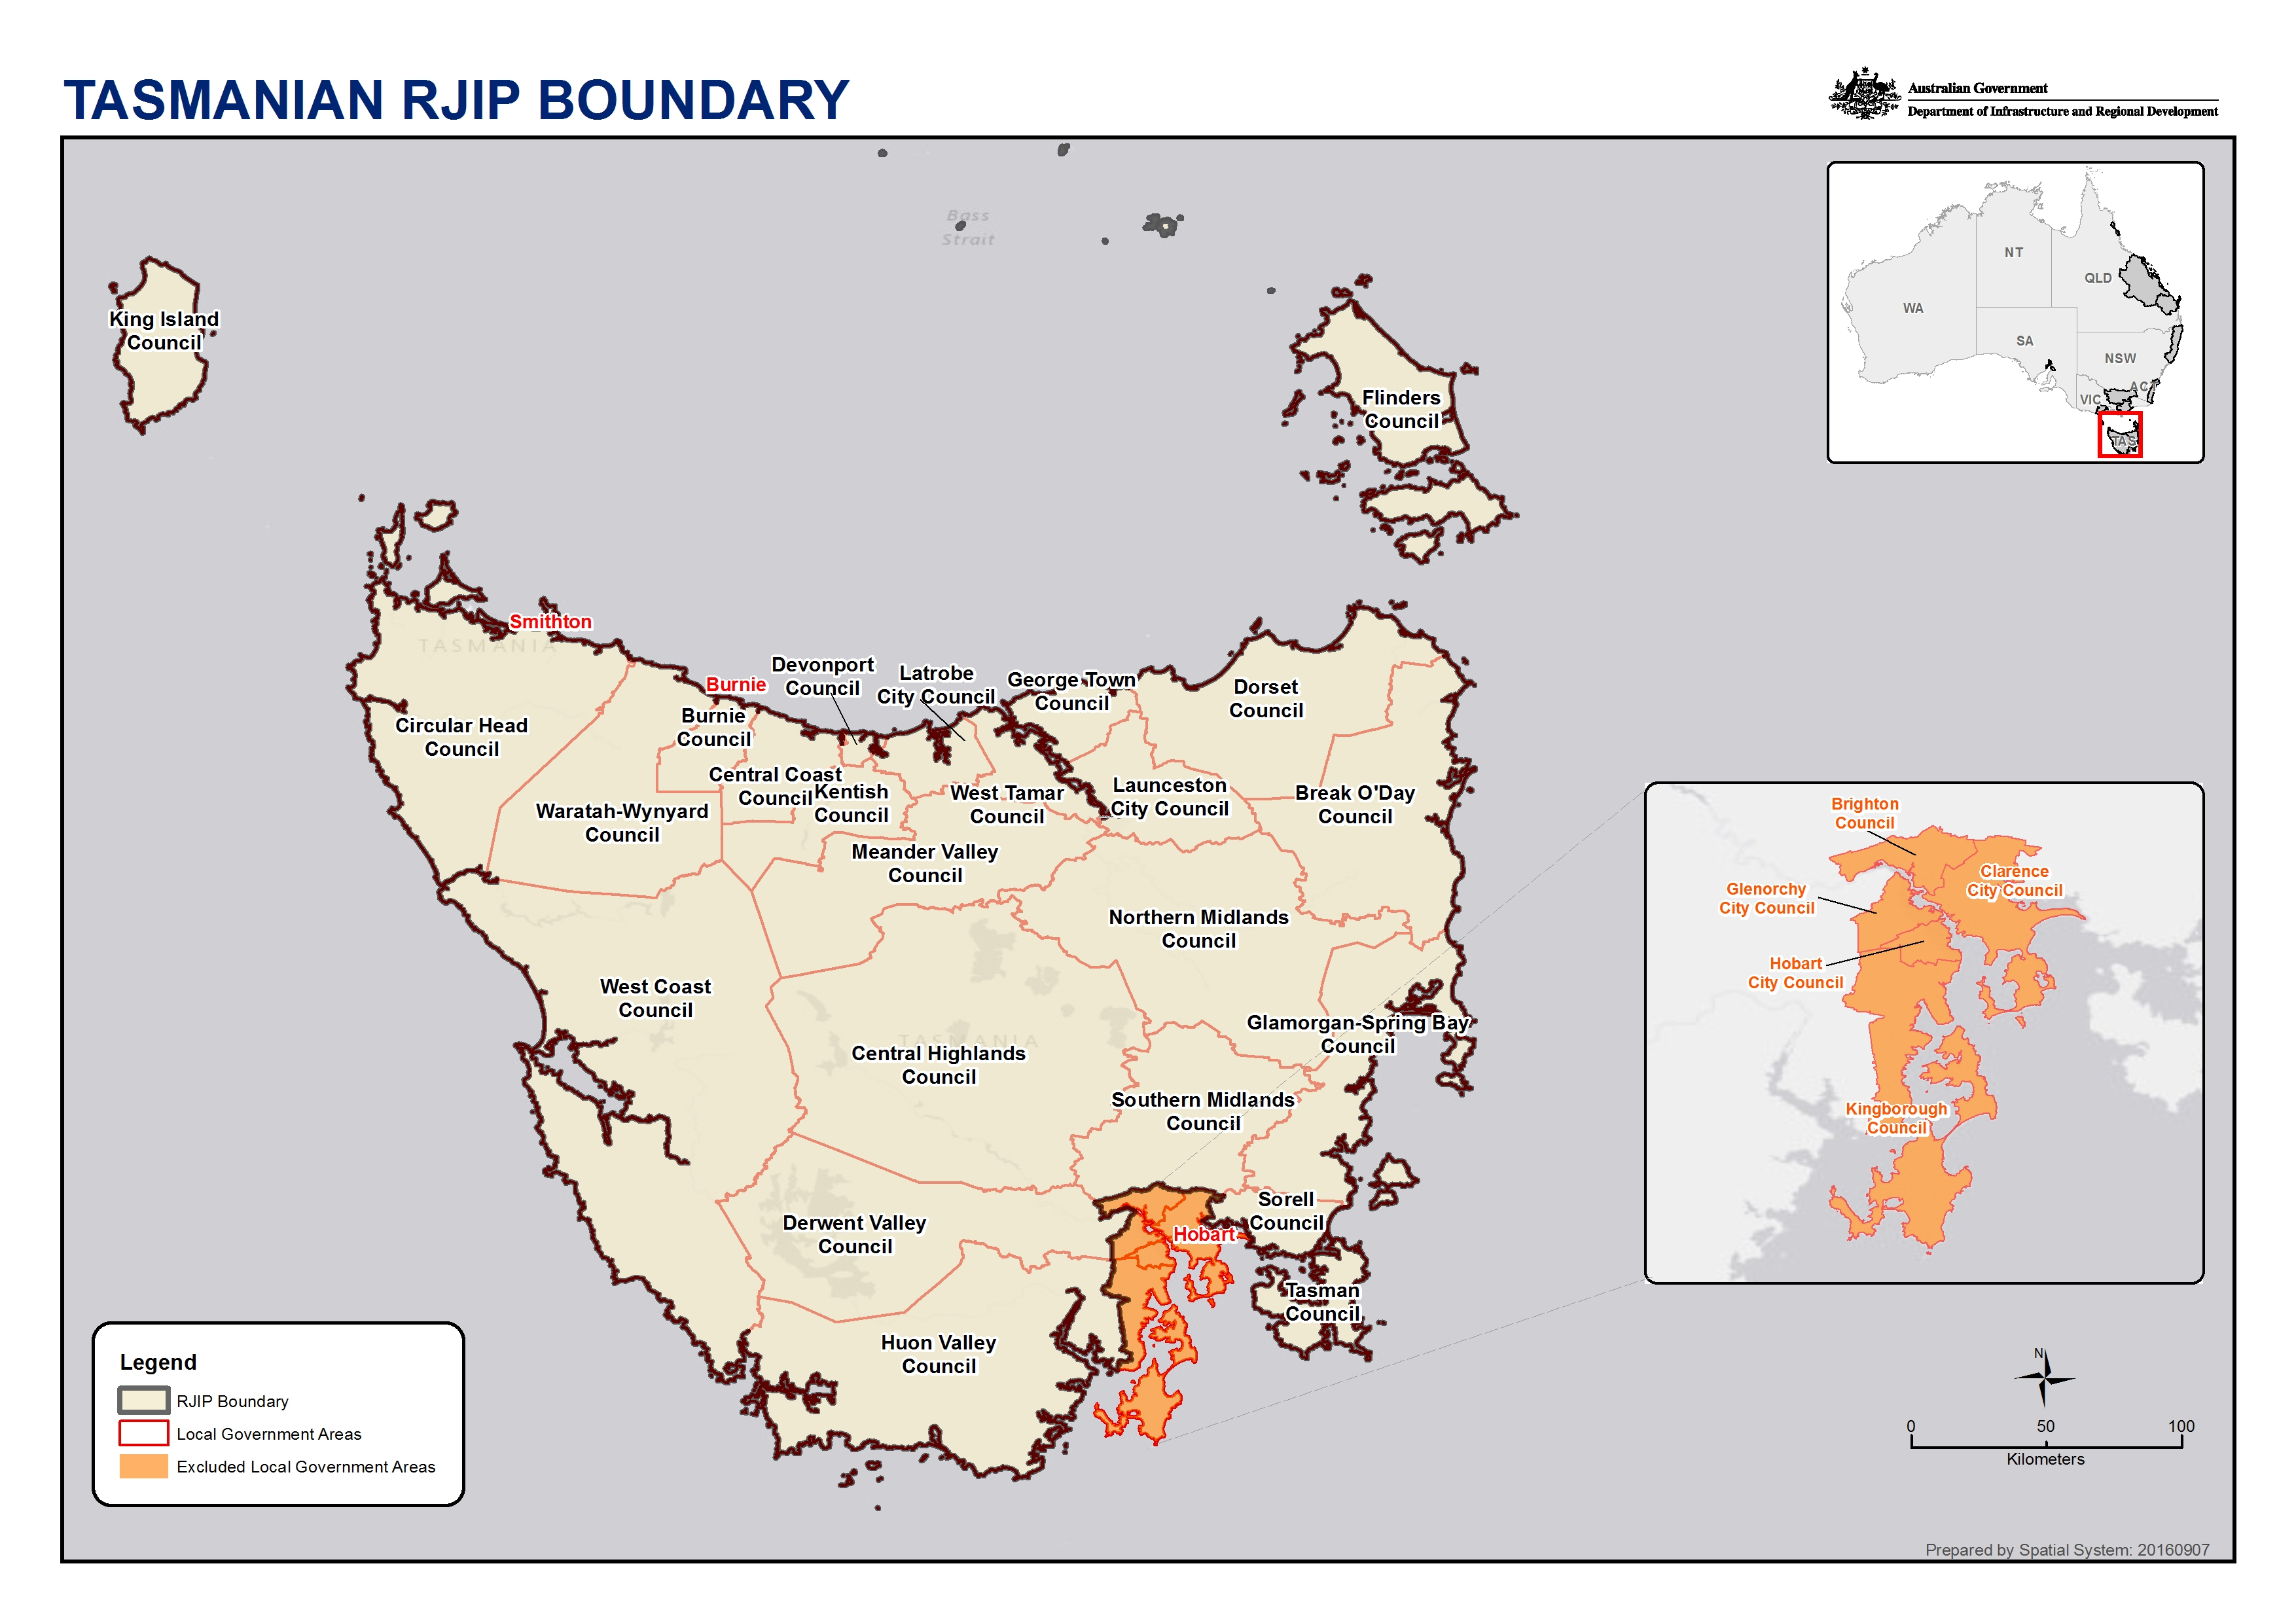 TASMANIAN RJIP BOUNDARY
Australian Government
Department of Infrastructure and Regional Development
Bass
Strait
NT
QLD
WA
SA
NSW
ACT
VIC
TAS
King Island
Council
Flinders
Council
Smithton
TASMANIA
Burnie
Devonport
Council
Latrobe
City Council
George Town
Council
Dorset
Council
Circular Head
Council
Burnie
Council
Central Coast
Council
Kentish
Council
West Tamar
Council
Launceston
City Council
Break O'Day
Council
Waratah-Wynyard
Council
Meander Valley
Council
Northern Midlands
Council
West Coast
Council
Glamorgan-Spring Bay
Council
TASMANIA
Central Highlands
Council
Southern Midlands
Council
Sorell
Council
Hobart
Derwent Valley
Council
Tasman
Council
Huon Valley
Council
Brighton
Council
Clarence
City Council
Glenorchy
City Council
Hobart
City Council
Kingborough
Council
Legend
RJIP Boundary
Local Government Areas
Excluded Local Government Areas
N
0 50 100
Kilometers
Prepared by Spatial System: 20160907